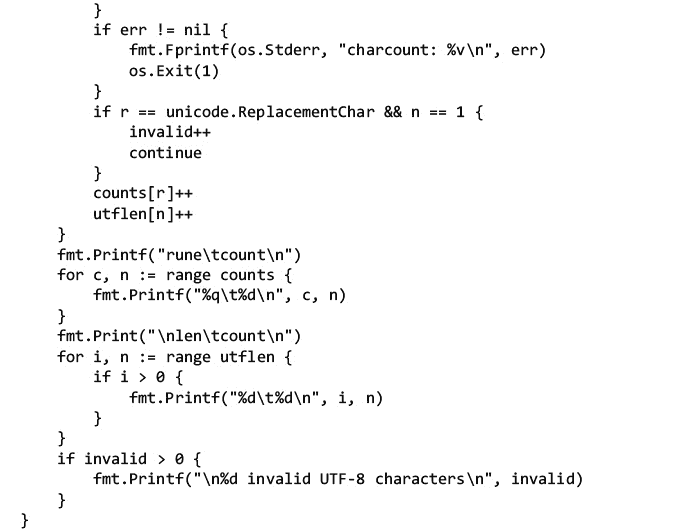 }
        if err != nil {
            fmt.Fprintf(os.Stderr, "charcount: %v\n", err)
            os.Exit(1)
        }
        if r == unicode.ReplacementChar && n == 1 {
            invalid++
            continue
        }
        counts[r]++
        utflen[n]++
    }
    fmt.Printf("rune\tcount\n")
    for c, n := range counts {
        fmt.Printf("%q\t%d\n", c, n)
    }
    fmt.Print("\nlen\tcount\n")
    for i, n := range utflen {
        if i > 0 {
            fmt.Printf("%d\t%d\n", i, n)
        }
    }
    if invalid > 0 {
        fmt.Printf("\n%d invalid UTF-8 characters\n", invalid)
    }
}